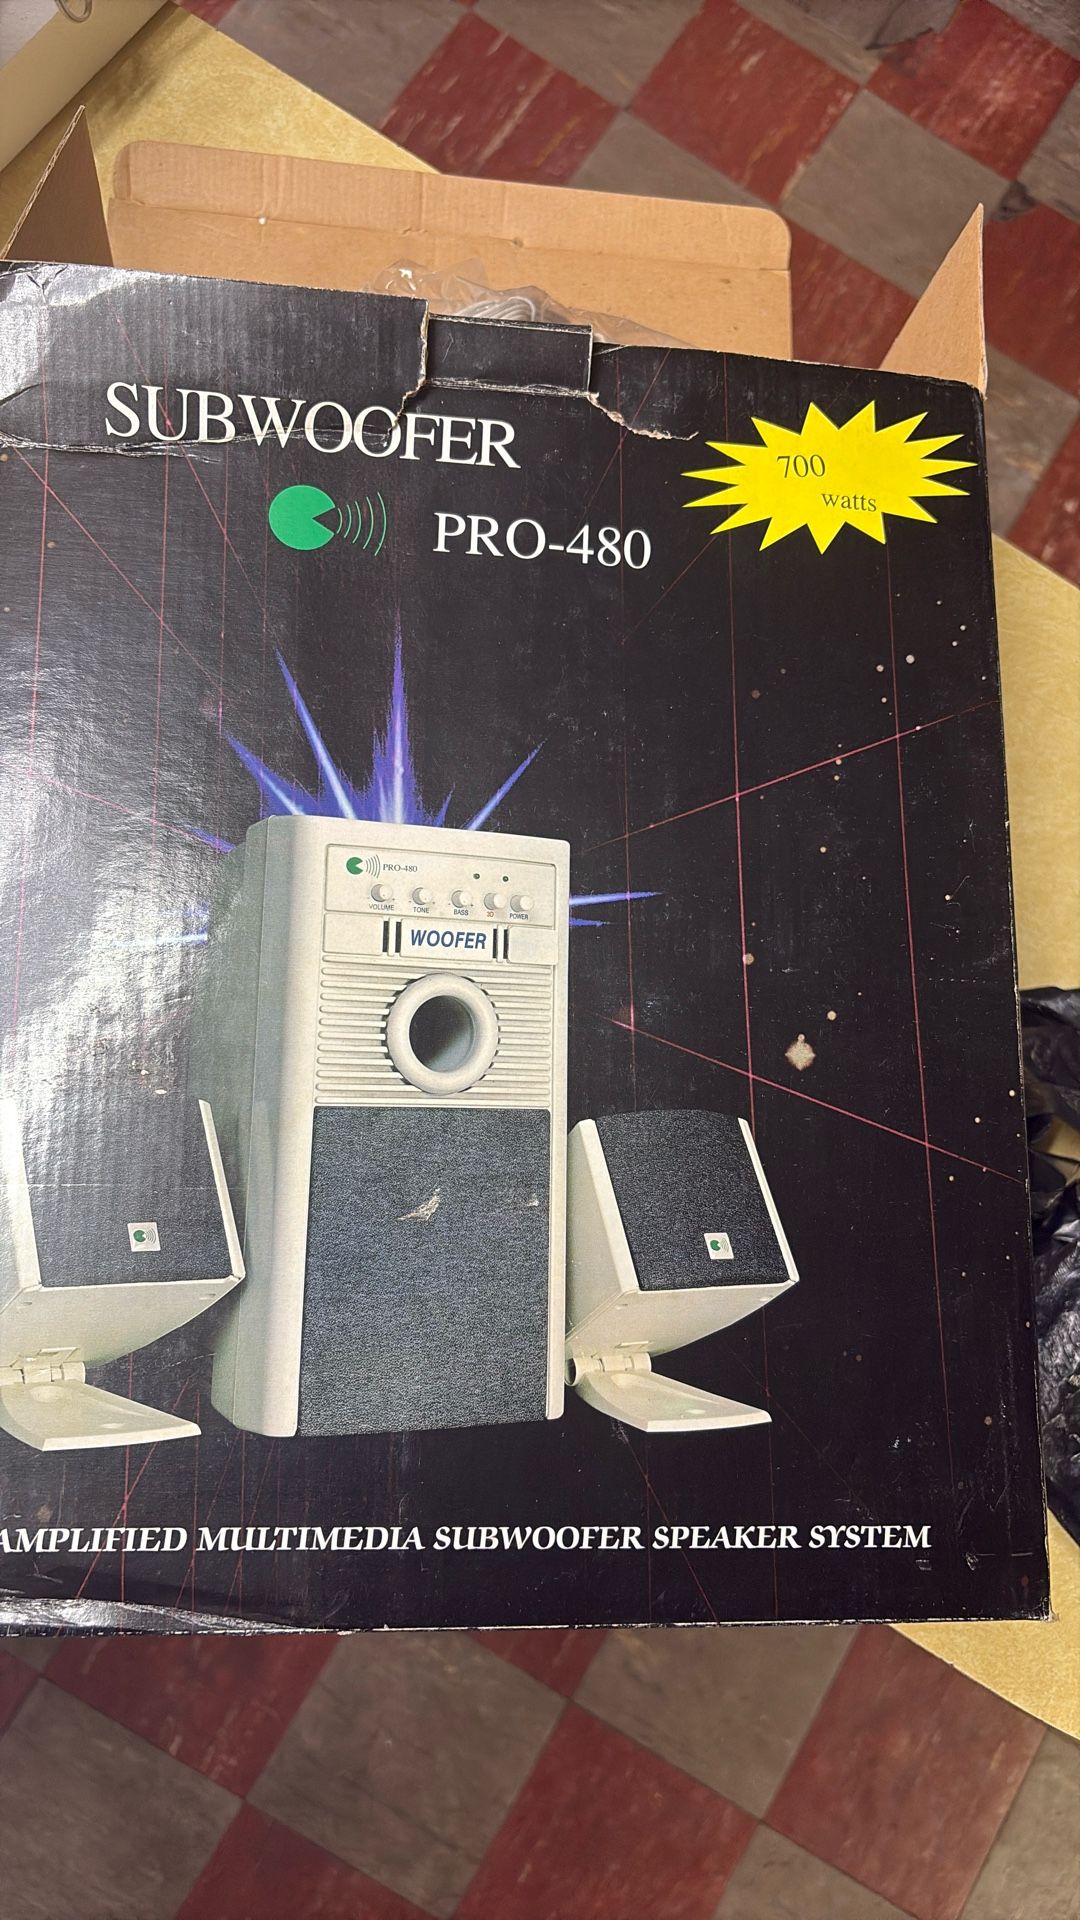 SUBWOOFER
700
watts
PRO-480
PRO-480
VOLUME TONE BASS 3D POWER
WOOFER
AMPLIFIED MULTIMEDIA SUBWOOFER SPEAKER SYSTEM